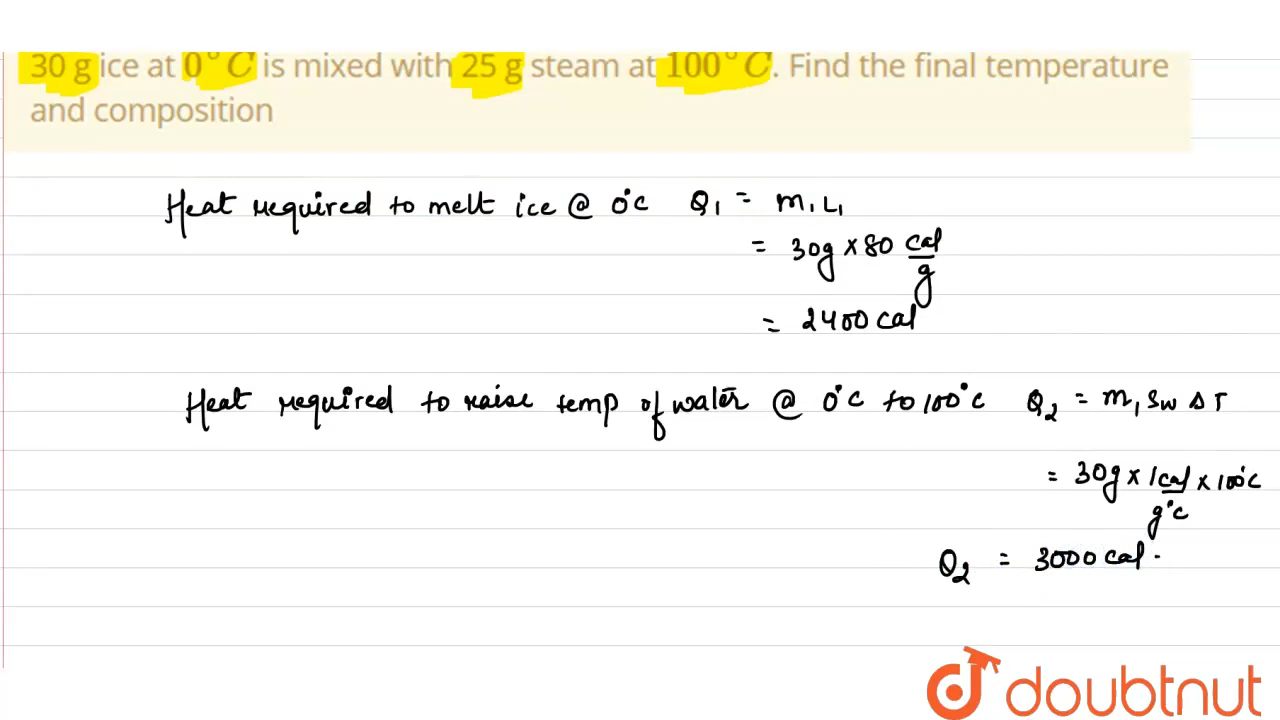 30 g ice at 0°C is mixed with 25 g steam at 100°C. Find the final temperature
and composition
Heat required to melt ice @ 0°C Q₁ = m₁L₁
= 30g × 80 cal/g
= 2400 cal
Heat required to raise temp of water @ 0°C to 100°C Q₂ = m₁ Sw ΔT
= 30g × 1cal/g°C × 100°C
Q₂ = 3000 cal.
doubtnut